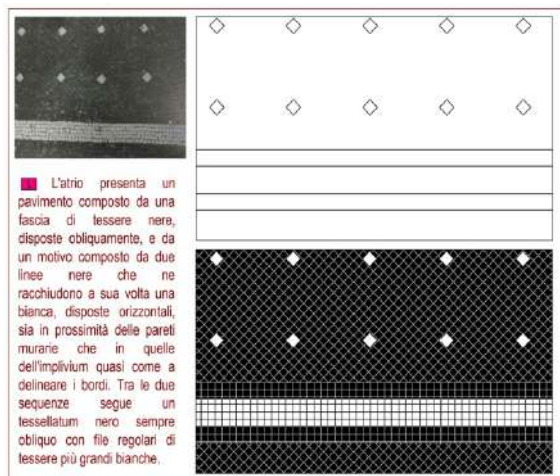 L'atrio presenta un
pavimento composto da una
fascia di tessere nere,
disposte obliquamente, e da
un motivo composto da due
linee nere che ne
racchiudono a sua volta una
bianca, disposte orizzontali,
sia in prossimità delle pareti
murarie che in quelle
dell'implivium quasi come a
delineare i bordi. Tra le due
sequenze segue un
tessellatum nero sempre
obliquo con file regolari di
tessere più grandi bianche.